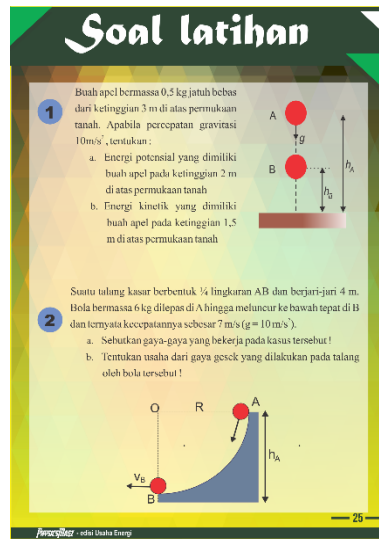 Soal latihan
1
Buah apel bermassa 0,5 kg jatuh bebas
dari ketinggian 3 m di atas permukaan
tanah. Apabila percepatan gravitasi
10m/s², tentukun :
a. Energi potensial yang dimiliki
buah apel pada ketinggian 2 m
di atas permukaan tanah
b. Energi kinetik yang dimiliki
buah apel pada ketinggian 1,5
m di atas permukaan tanah
A
g
B
hA
hB
2
Suatu talang kasar berbentuk ¼ lingkaran AB dan berjari-juri 4 m.
Bola bermassa 6 kg dilepas di A hingga meluncur ke bawah tepat di B
dan ternyata kecepatannya sebesar 7 m/s (g = 10 m/s²).
a. Sebutkan gaya-gaya yang bekerja pada kasus tersebut !
b. Tentukan usaha dari gaya gesek yang dilakukan pada talang
oleh bola tersebut !
O
R
A
hA
vB
B
25
PhysicsMagz - edisi Usaha Energi